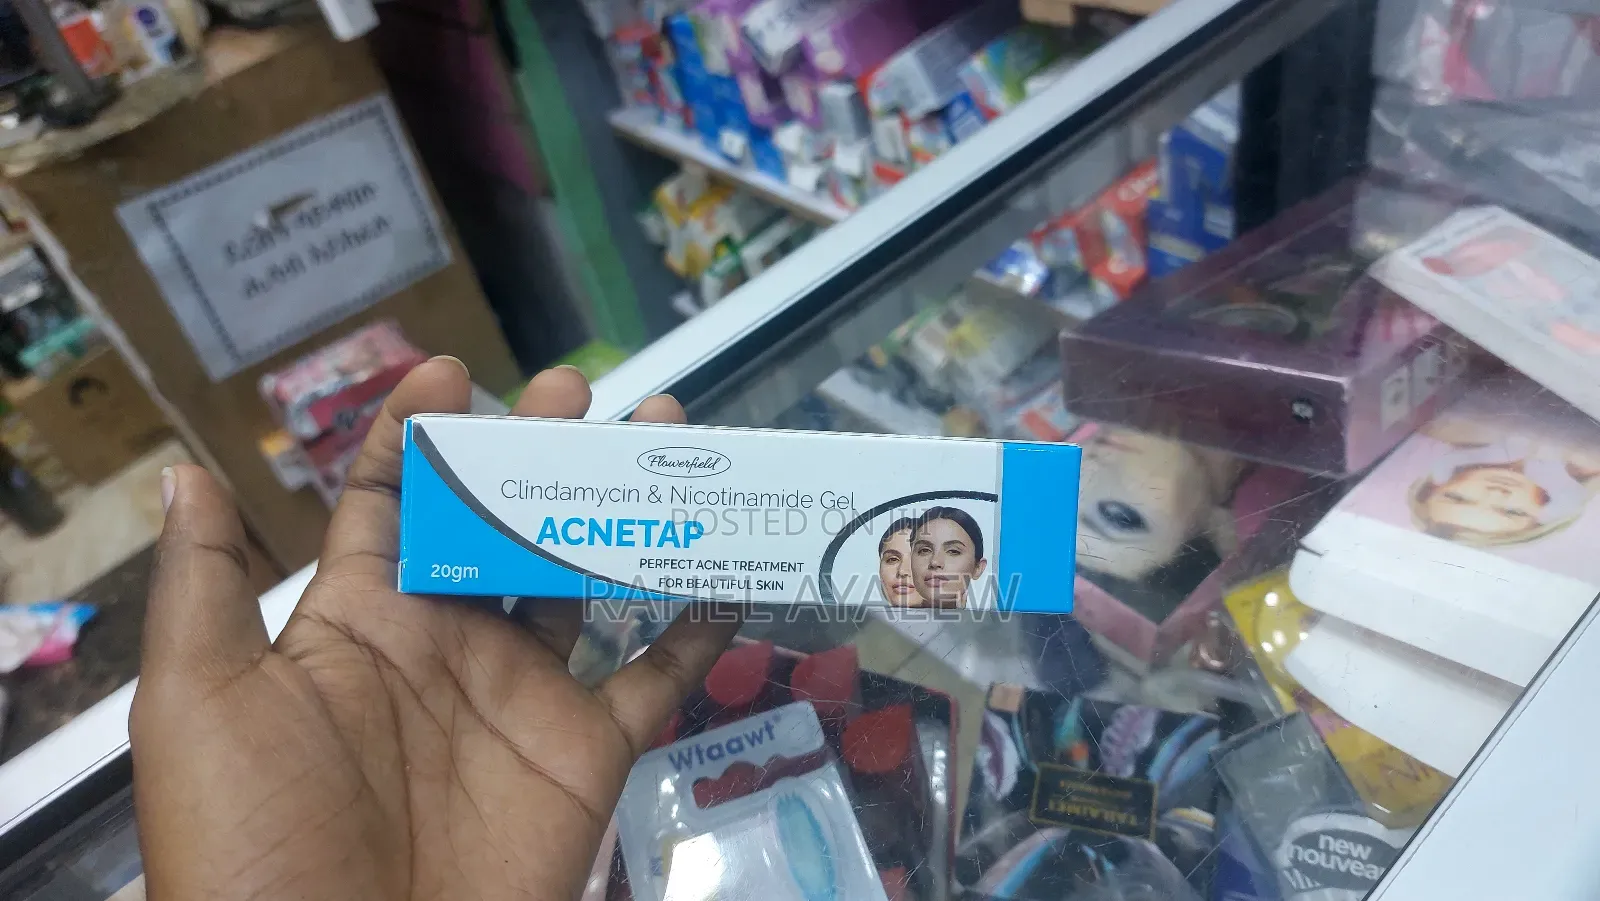 Flowerfield
Clindamycin & Nicotinamide Gel
ACNETAP
PERFECT ACNE TREATMENT
FOR BEAUTIFUL SKIN
20gm
POSTED ON
RAHEL AYALEW
Wtaawt
new
nouveau